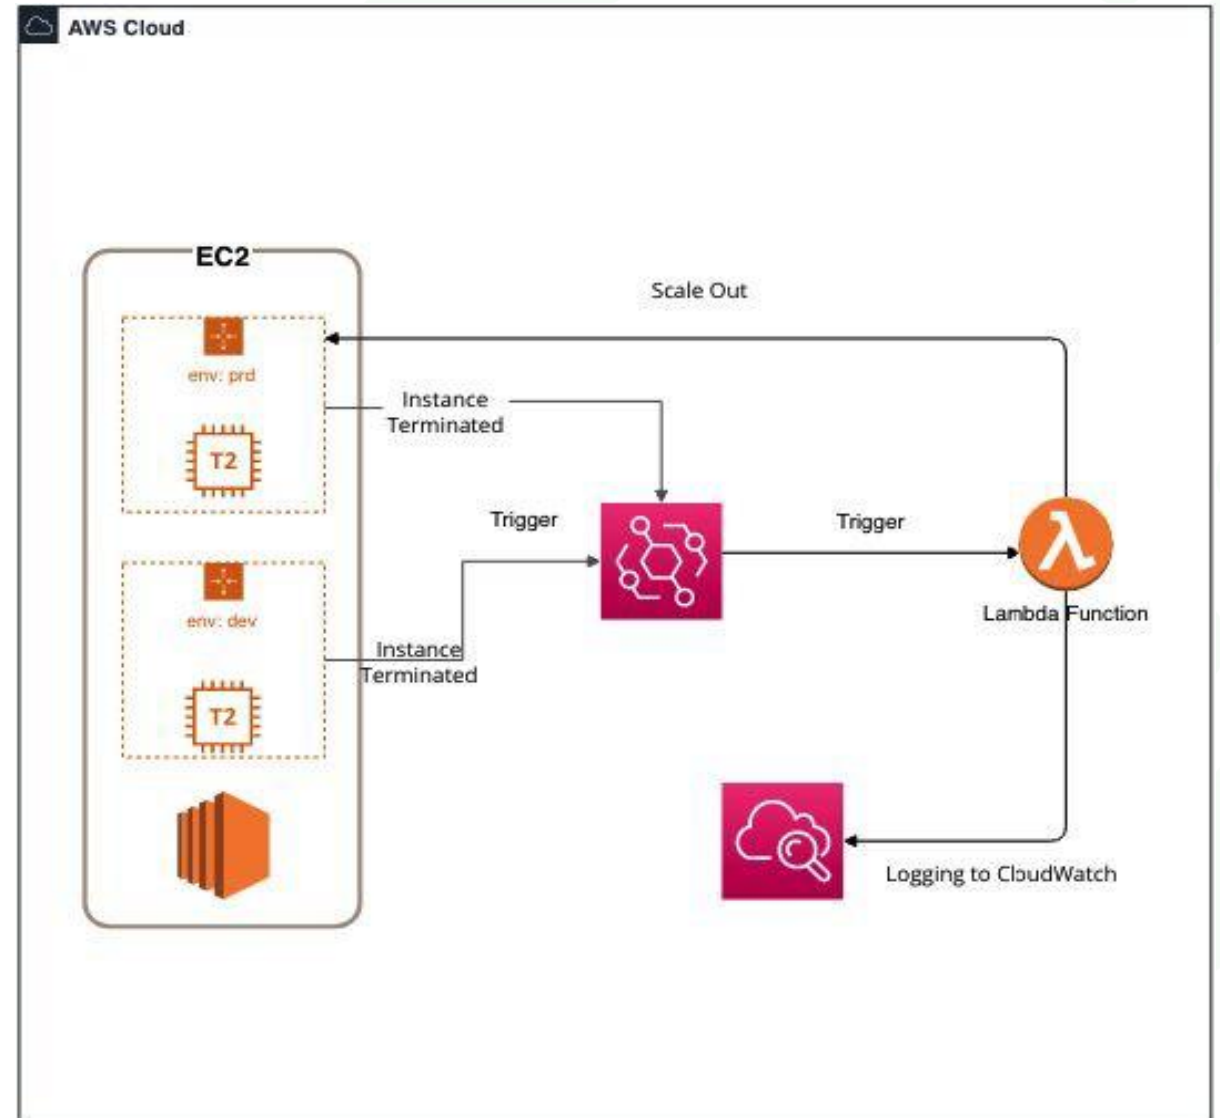 AWS Cloud
EC2
Scale Out
env: prd
Instance
Terminated
T2
Trigger
Trigger
env: dev
Lambda Function
Instance
Terminated
T2
Logging to CloudWatch